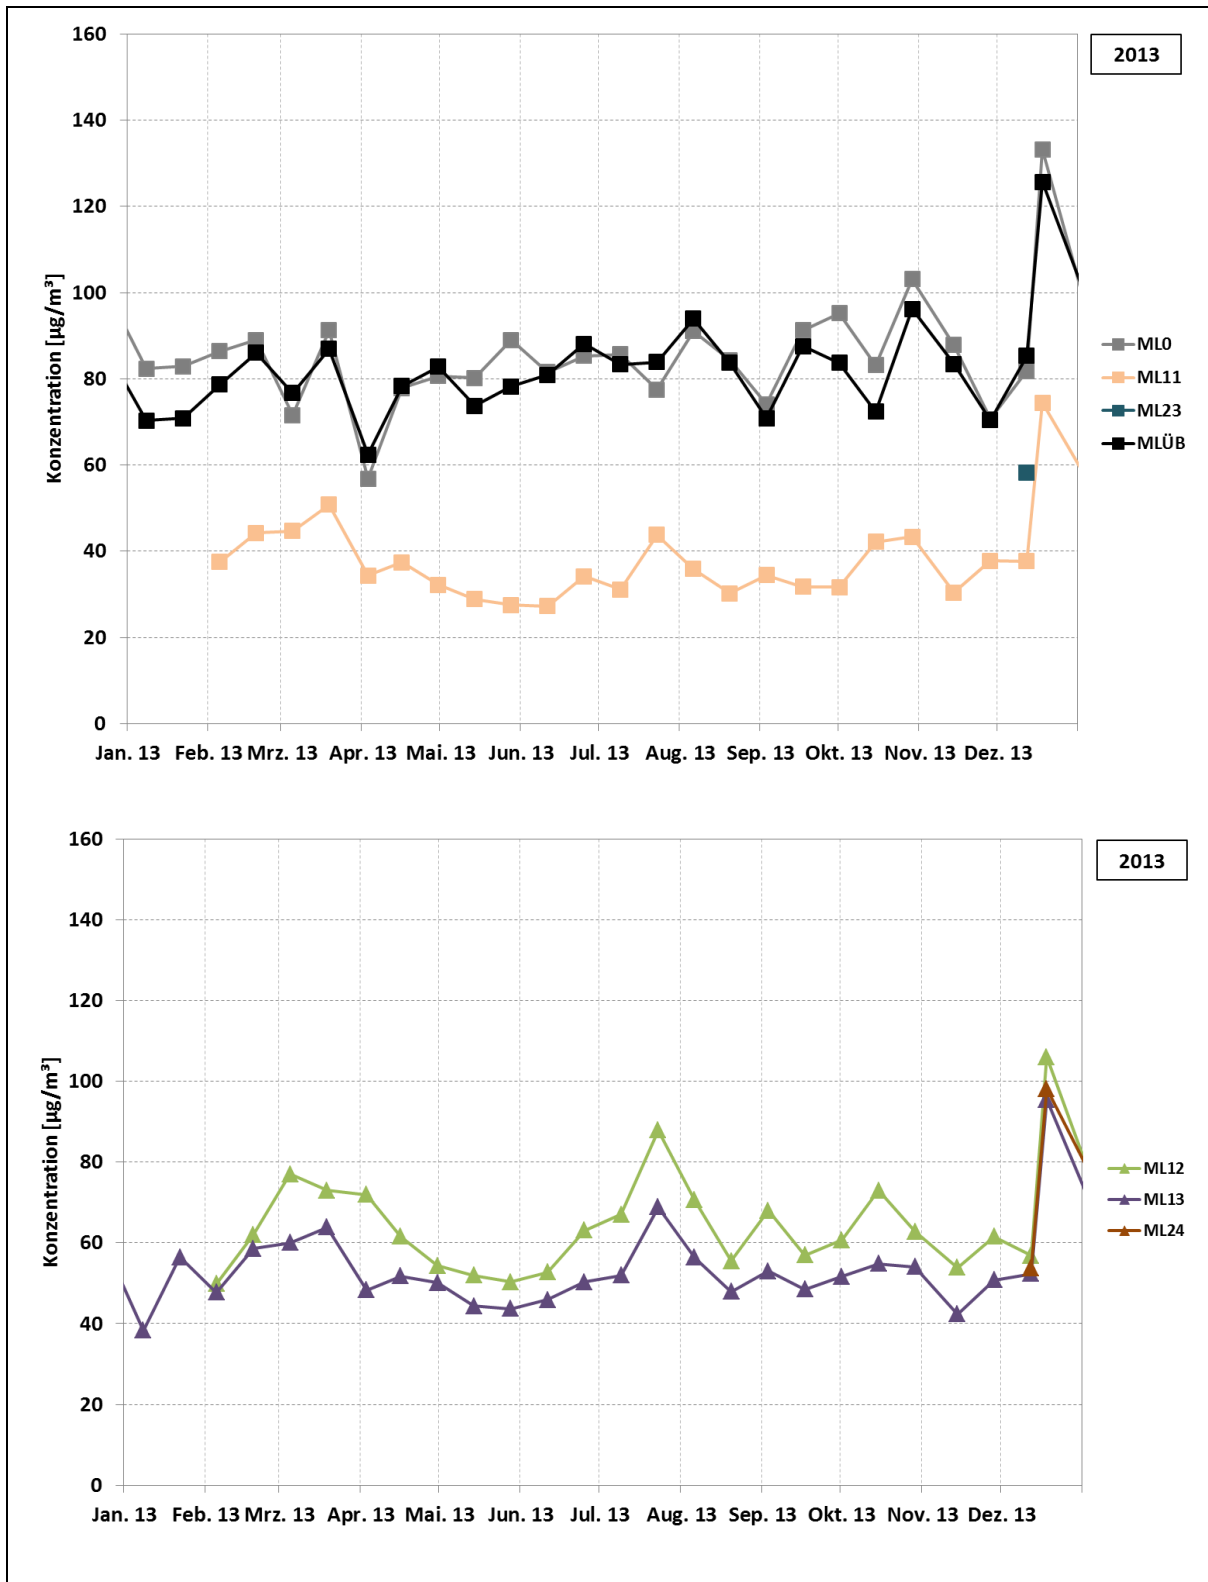 160
2013
140
120
100
80
60
40
20
0
Konzentration [µg/m³]
ML0
ML11
ML23
MLÜB
Jan. 13 Feb. 13 Mrz. 13 Apr. 13 Mai. 13 Jun. 13 Jul. 13 Aug. 13 Sep. 13 Okt. 13 Nov. 13 Dez. 13
160
2013
140
120
100
80
60
40
20
0
Konzentration [µg/m³]
ML12
ML13
ML24
Jan. 13 Feb. 13 Mrz. 13 Apr. 13 Mai. 13 Jun. 13 Jul. 13 Aug. 13 Sep. 13 Okt. 13 Nov. 13 Dez. 13